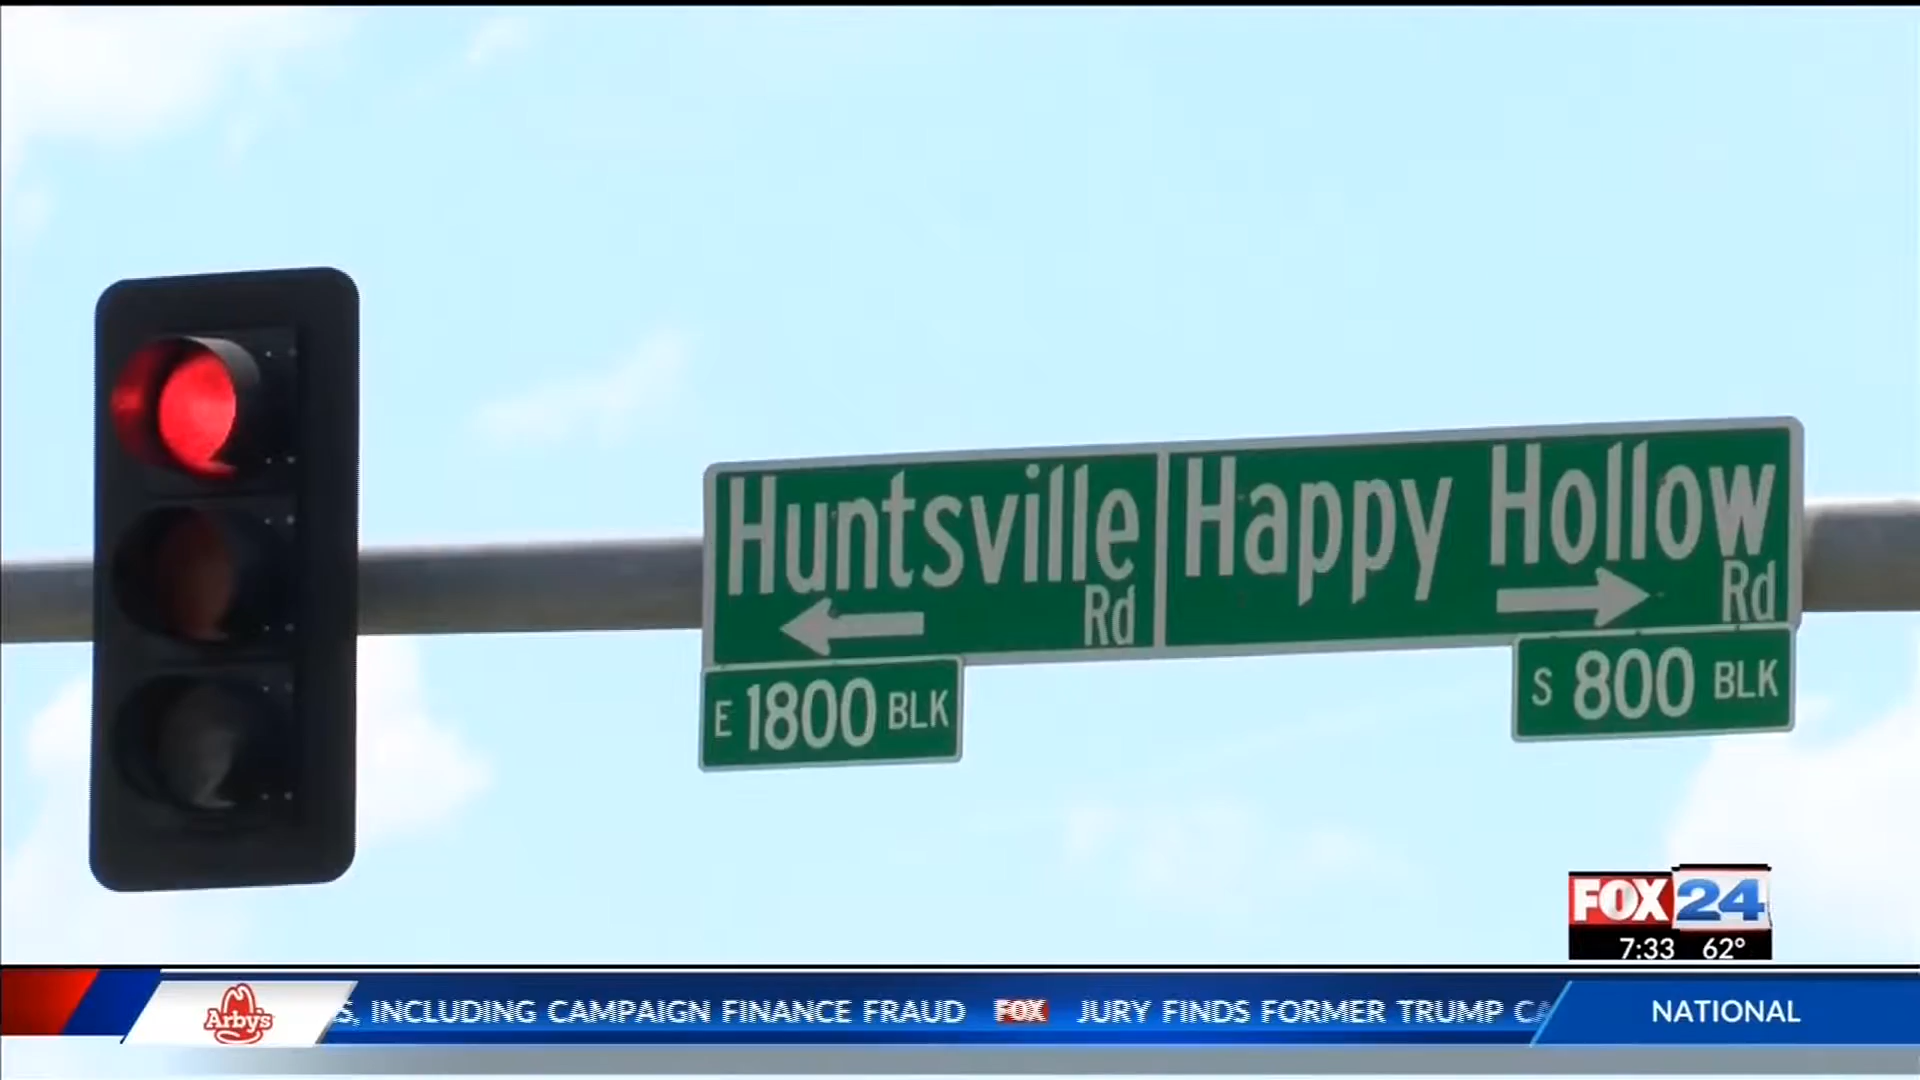 Huntsville Rd
Happy Hollow Rd
E 1800 BLK
S 800 BLK
FOX 24
7:33 62°
Arby's
S, INCLUDING CAMPAIGN FINANCE FRAUD FOX JURY FINDS FORMER TRUMP
NATIONAL